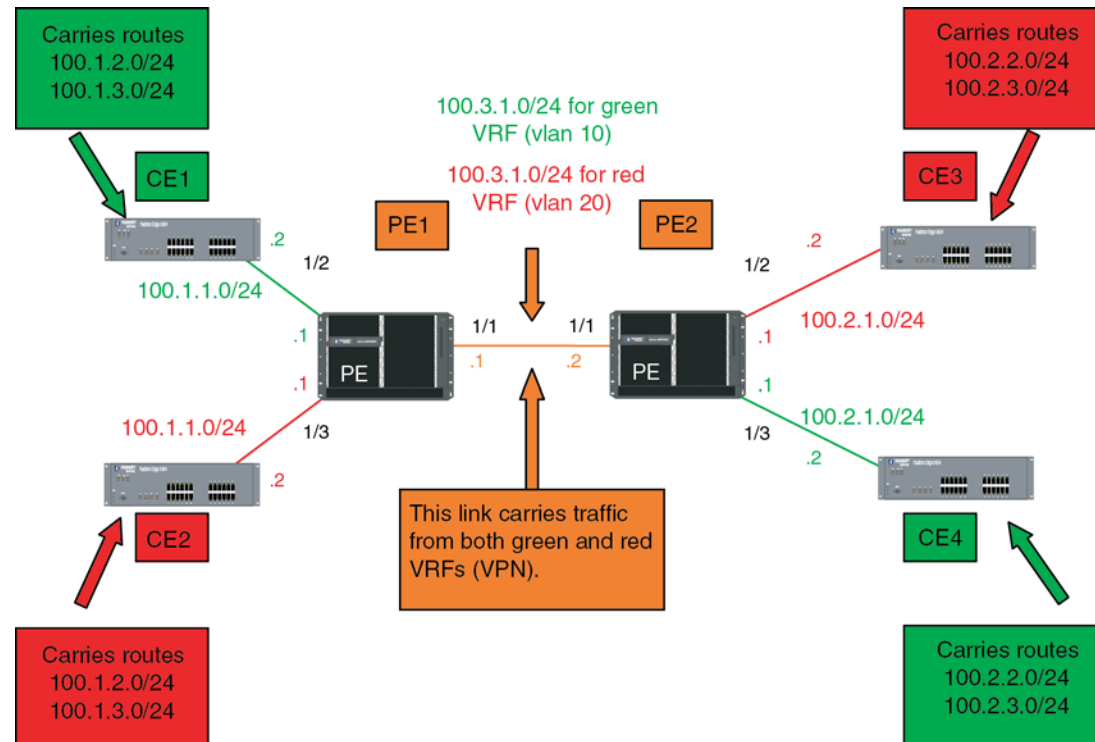 Carries routes
100.1.2.0/24
100.1.3.0/24
Carries routes
100.2.2.0/24
100.2.3.0/24
100.3.1.0/24 for green
VRF (vlan 10)
100.3.1.0/24 for red
VRF (vlan 20)
CE1
CE3
PE1
PE2
.2
1/2
100.1.1.0/24
.2
1/2
100.2.1.0/24
.1
1/1
1/1
.1
PE
.1
.2
PE
.1
.1
100.1.1.0/24
1/3
.2
100.2.1.0/24
1/3
.2
CE2
This link carries traffic
from both green and red
VRFs (VPN).
CE4
Carries routes
100.1.2.0/24
100.1.3.0/24
Carries routes
100.2.2.0/24
100.2.3.0/24